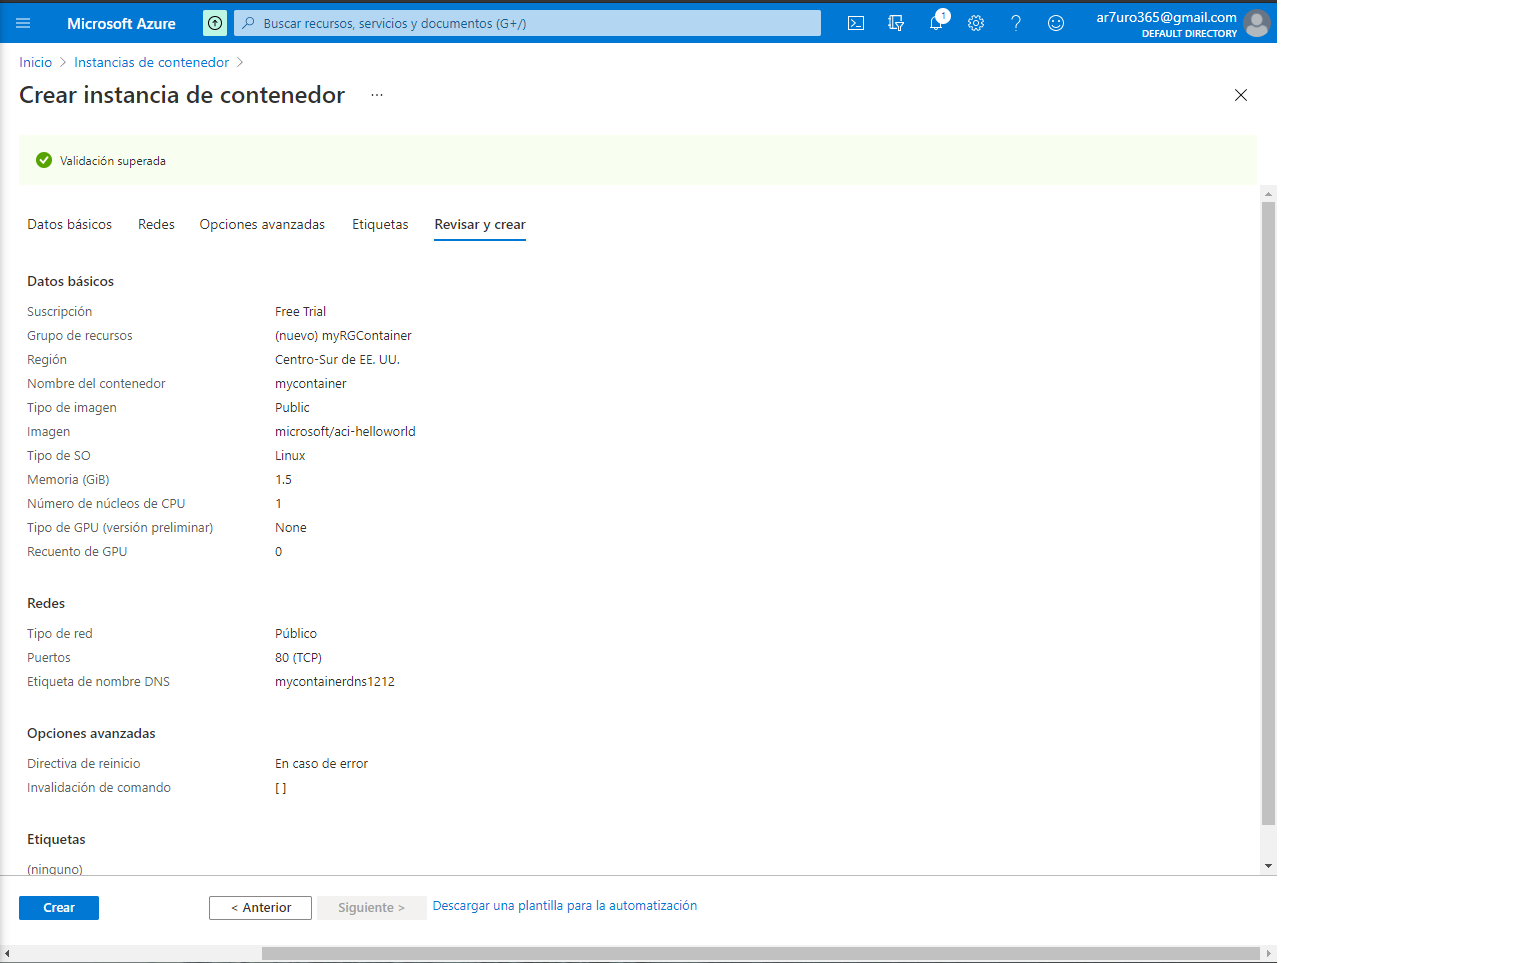 Microsoft Azure
Buscar recursos, servicios y documentos (G+/)
1
ar7uro365@gmail.com
DEFAULT DIRECTORY
Inicio > Instancias de contenedor >
Crear instancia de contenedor ...
Validación superada
Datos básicos Redes Opciones avanzadas Etiquetas Revisar y crear
Datos básicos
Suscripción Free Trial
Grupo de recursos (nuevo) myRGContainer
Región Centro-Sur de EE. UU.
Nombre del contenedor mycontainer
Tipo de imagen Public
Imagen microsoft/aci-helloworld
Tipo de SO Linux
Memoria (GiB) 1.5
Número de núcleos de CPU 1
Tipo de GPU (versión preliminar) None
Recuento de GPU 0
Redes
Tipo de red Público
Puertos 80 (TCP)
Etiqueta de nombre DNS mycontainerdns1212
Opciones avanzadas
Directiva de reinicio En caso de error
Invalidación de comando [ ]
Etiquetas
(ninguno)
Crear < Anterior Siguiente > Descargar una plantilla para la automatización